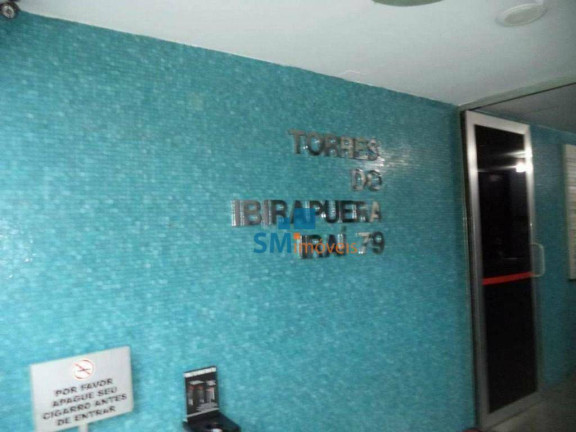 TORRES
DO
IBIRAPUERA
IRAÍ 79
SM imóveis
POR FAVOR
APAGUE SEU
CIGARRO ANTES
DE ENTRAR